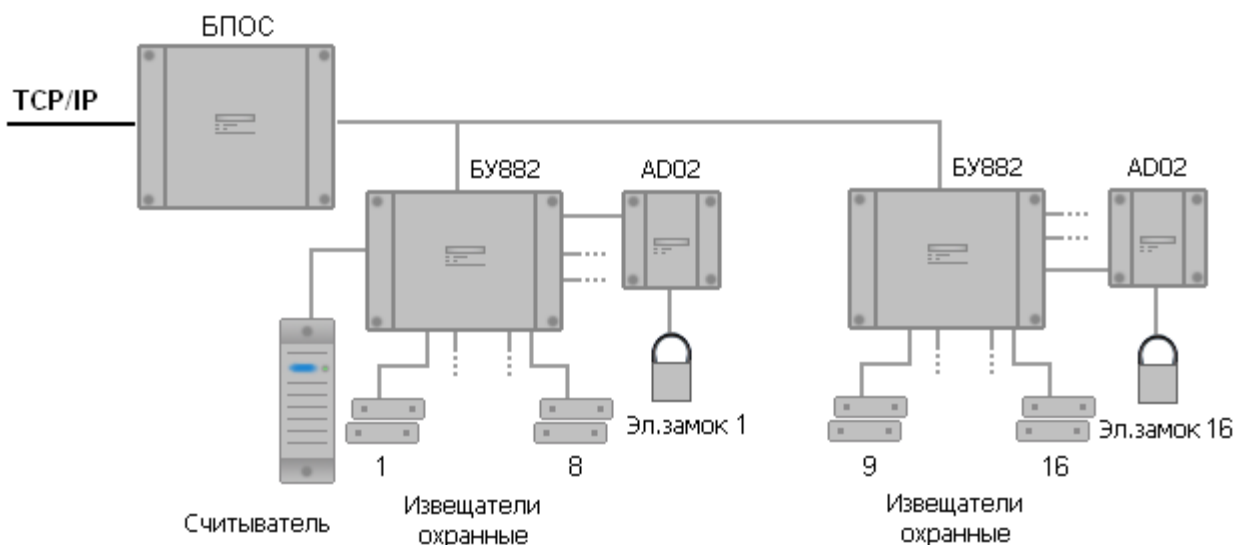 БПОС
TCP/IP
БУ882
AD02
БУ882
AD02
Эл.замок 1
Эл.замок 16
1
8
9
16
Считыватель
Извещатели
охранные
Извещатели
охранные